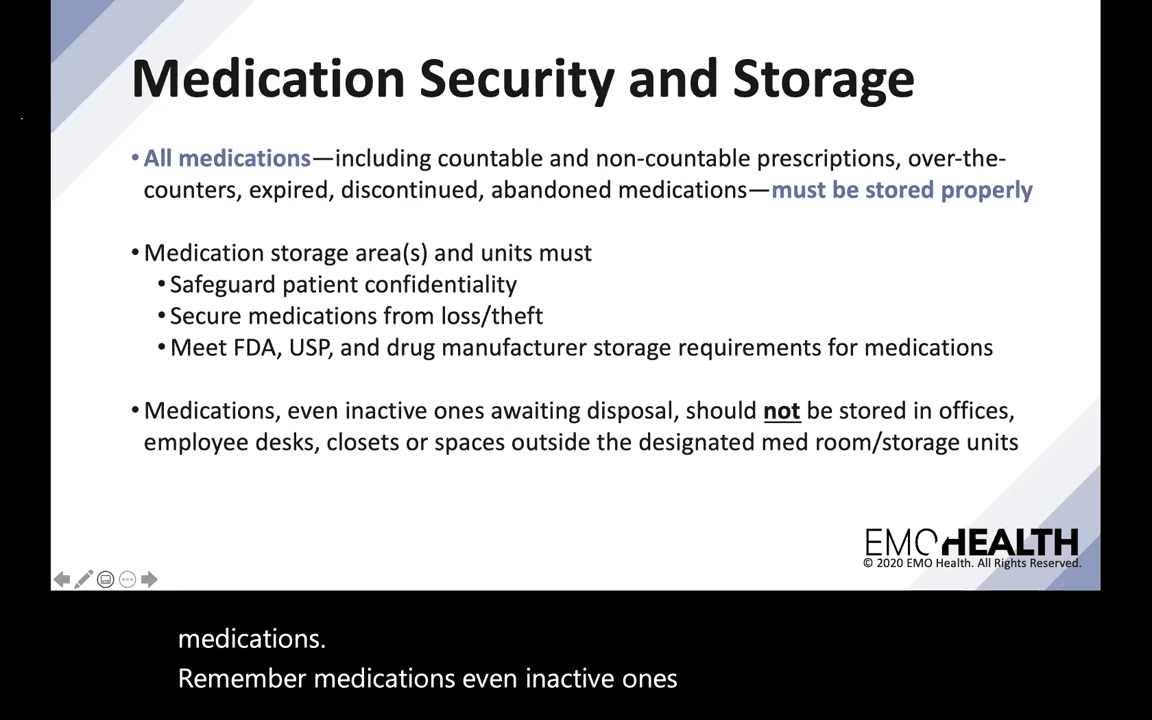 Medication Security and Storage
• All medications—including countable and non-countable prescriptions, over-the-
counters, expired, discontinued, abandoned medications—must be stored properly
• Medication storage area(s) and units must
• Safeguard patient confidentiality
• Secure medications from loss/theft
• Meet FDA, USP, and drug manufacturer storage requirements for medications
• Medications, even inactive ones awaiting disposal, should not be stored in offices,
employee desks, closets or spaces outside the designated med room/storage units
EMOHEALTH
© 2020 EMO Health. All Rights Reserved.
medications.
Remember medications even inactive ones